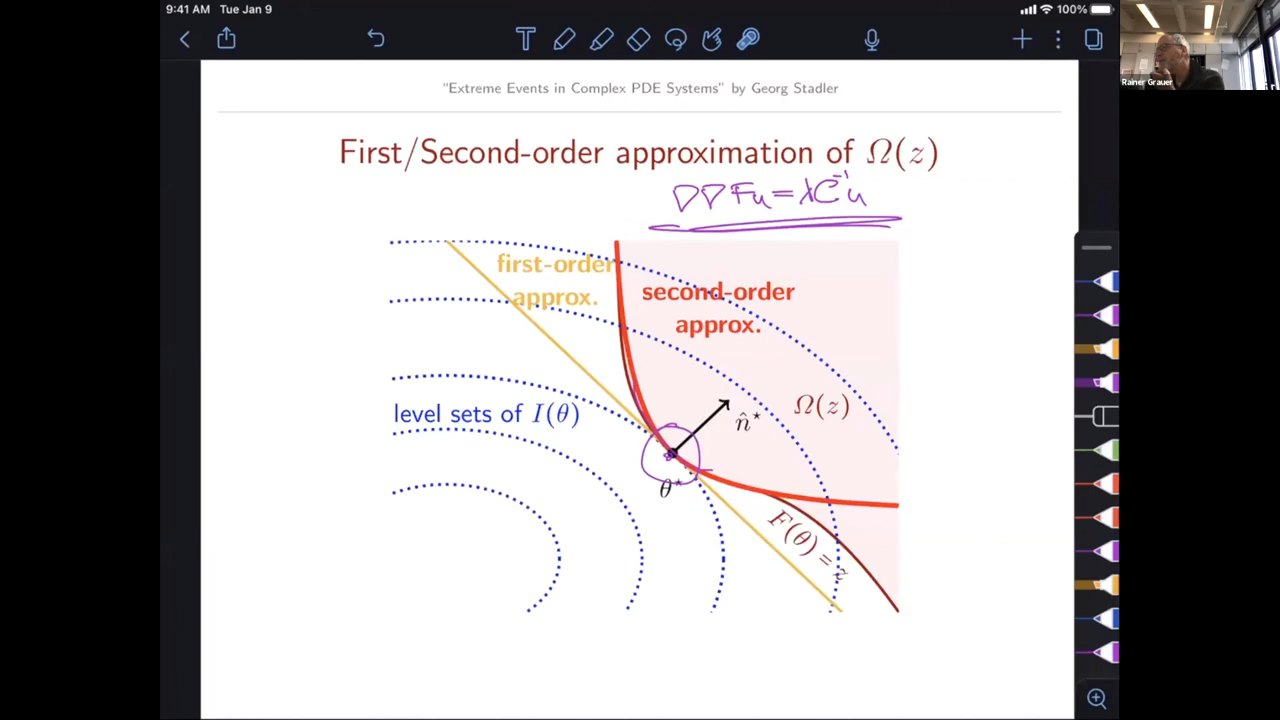 9:41 AM Tue Jan 9
100%
Rainer Grauer
"Extreme Events in Complex PDE Systems" by Georg Stadler
First/Second-order approximation of Ω(z)
∇∇Fu=λC⁻¹u
first-order
approx.
second-order
approx.
level sets of I(θ)
Ω(z)
n̂*
θ*
F(θ) = z